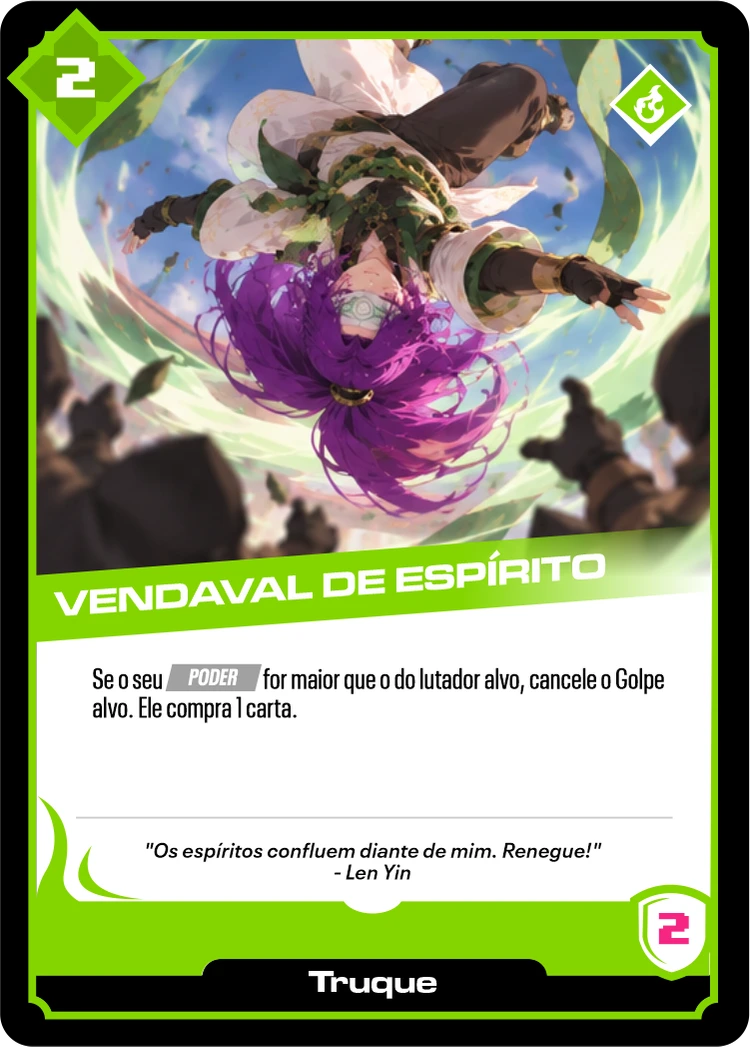 2
VENDAVAL DE ESPÍRITO
Se o seu PODER for maior que o do lutador alvo, cancele o Golpe
alvo. Ele compra 1 carta.
"Os espíritos confluem diante de mim. Renegue!"
- Len Yin
2
Truque